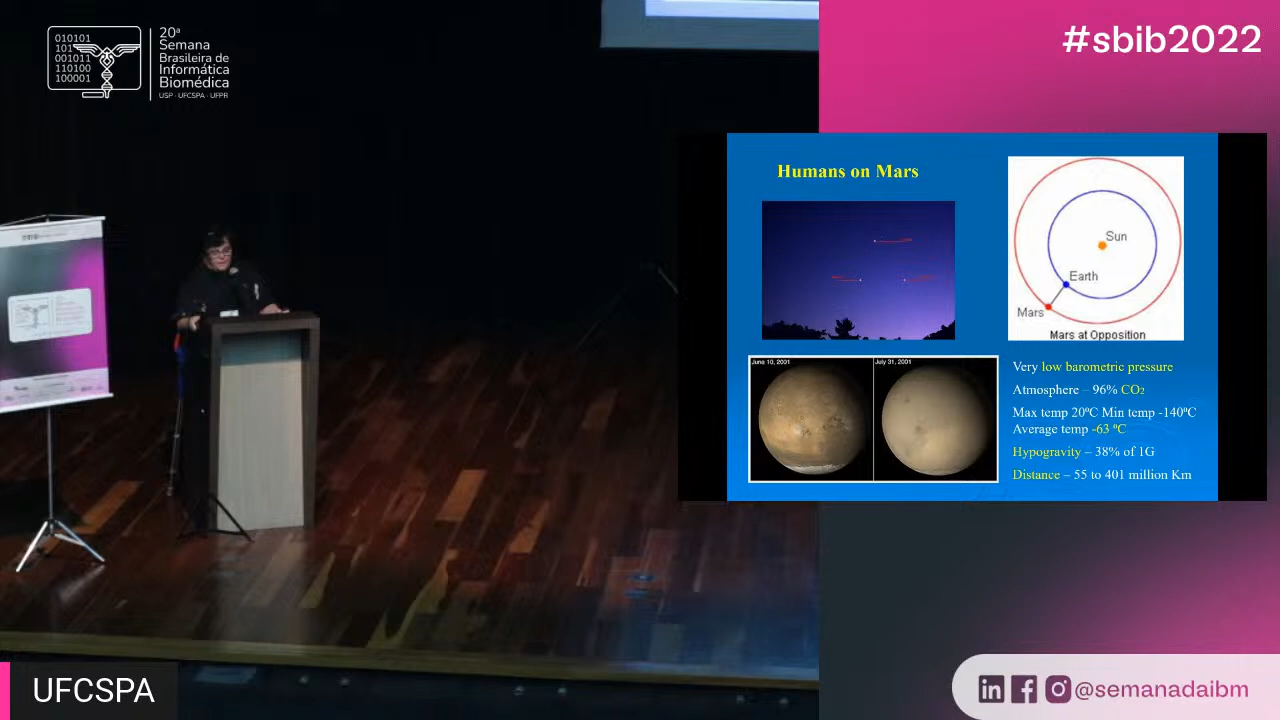 010101
101
001011
110100
100001
20ª
Semana
Brasileira de
Informática
Biomédica
USP · UFCSPA · UFPR
#sbib2022
Humans on Mars
Sun
Earth
Mars
Mars at Opposition
June 10, 2001
July 31, 2001
Very low barometric pressure
Atmosphere – 96% CO₂
Max temp 20ºC Min temp -140ºC
Average temp -63 ºC
Hypogravity – 38% of 1G
Distance – 55 to 401 million Km
UFCSPA
@semanadaibm